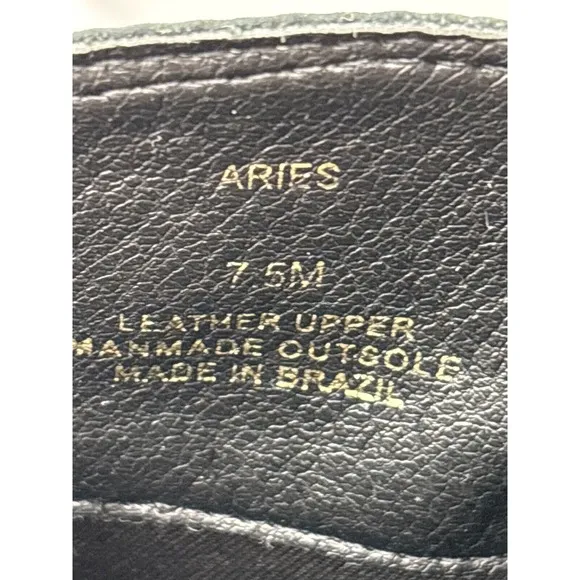 ARIES
7.5M
LEATHER UPPER
MANMADE OUTSOLE
MADE IN BRAZIL